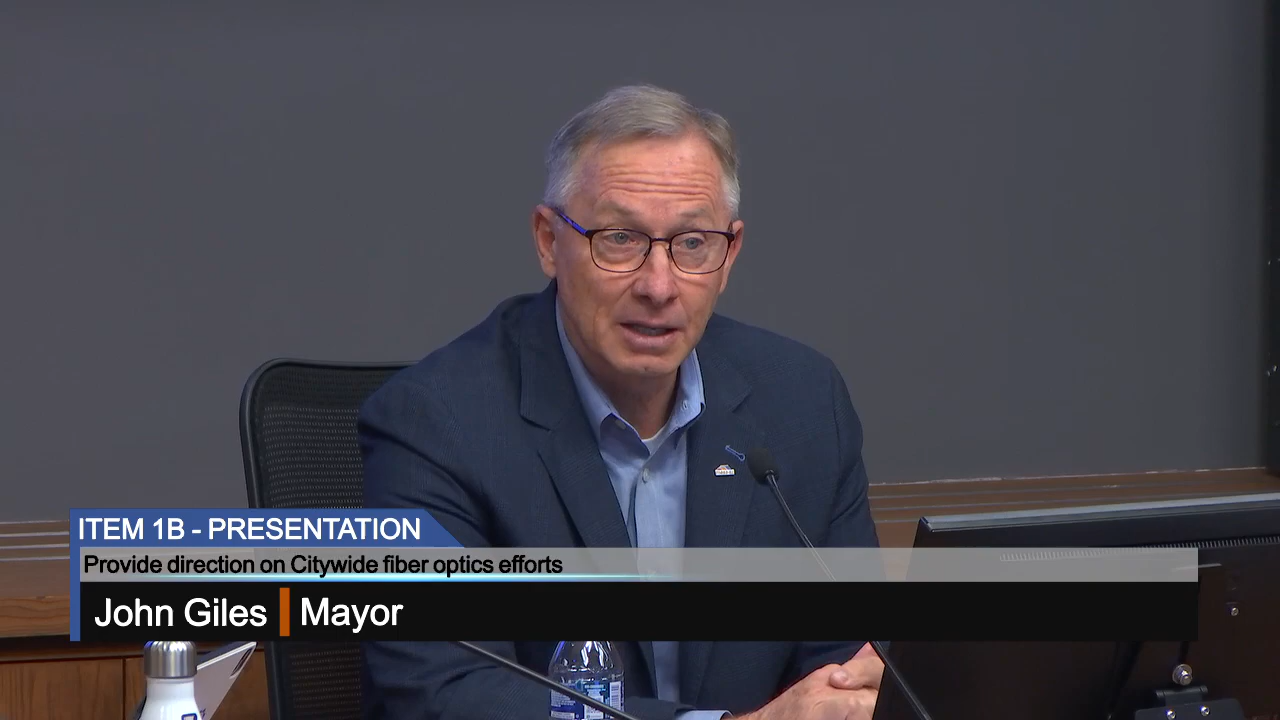 ITEM 1B - PRESENTATION
Provide direction on Citywide fiber optics efforts
John Giles | Mayor